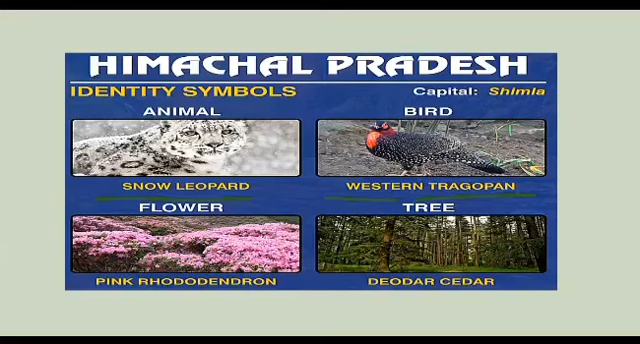 HIMACHAL PRADESH
IDENTITY SYMBOLS Capital: Shimla
ANIMAL BIRD
SNOW LEOPARD WESTERN TRAGOPAN
FLOWER TREE
PINK RHODODENDRON DEODAR CEDAR